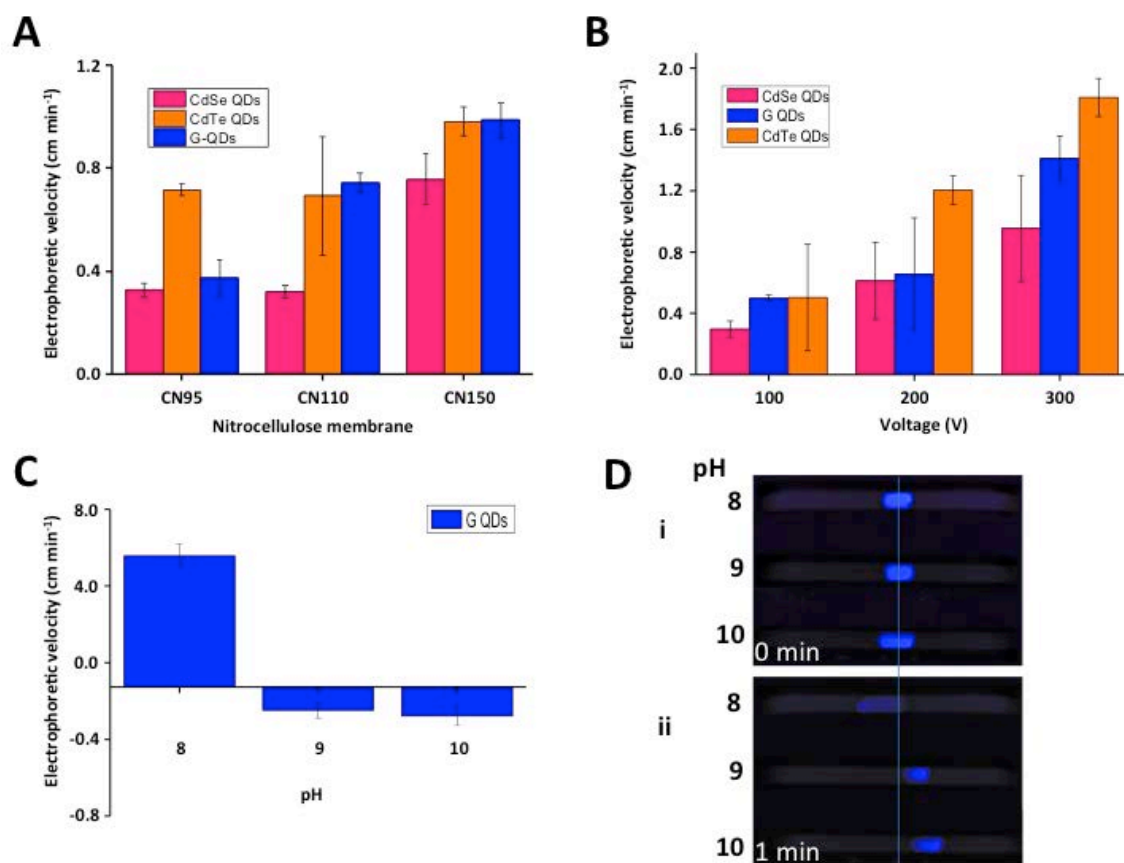 A
Electrophoretic velocity (cm min⁻¹)
1.2
0.8
0.4
0.0
CdSe QDs
CdTe QDs
G-QDs
CN95 CN110 CN150
Nitrocellulose membrane
B
Electrophoretic velocity (cm min⁻¹)
2.0
1.6
1.2
0.8
0.4
0.0
CdSe QDs
G QDs
CdTe QDs
100 200 300
Voltage (V)
C
Electrophoretic velocity (cm min⁻¹)
8.0
4.0
0.0
-0.4
-0.8
G QDs
8 9 10
pH
D
pH
i
8
9
10
0 min
ii
8
9
10
1 min